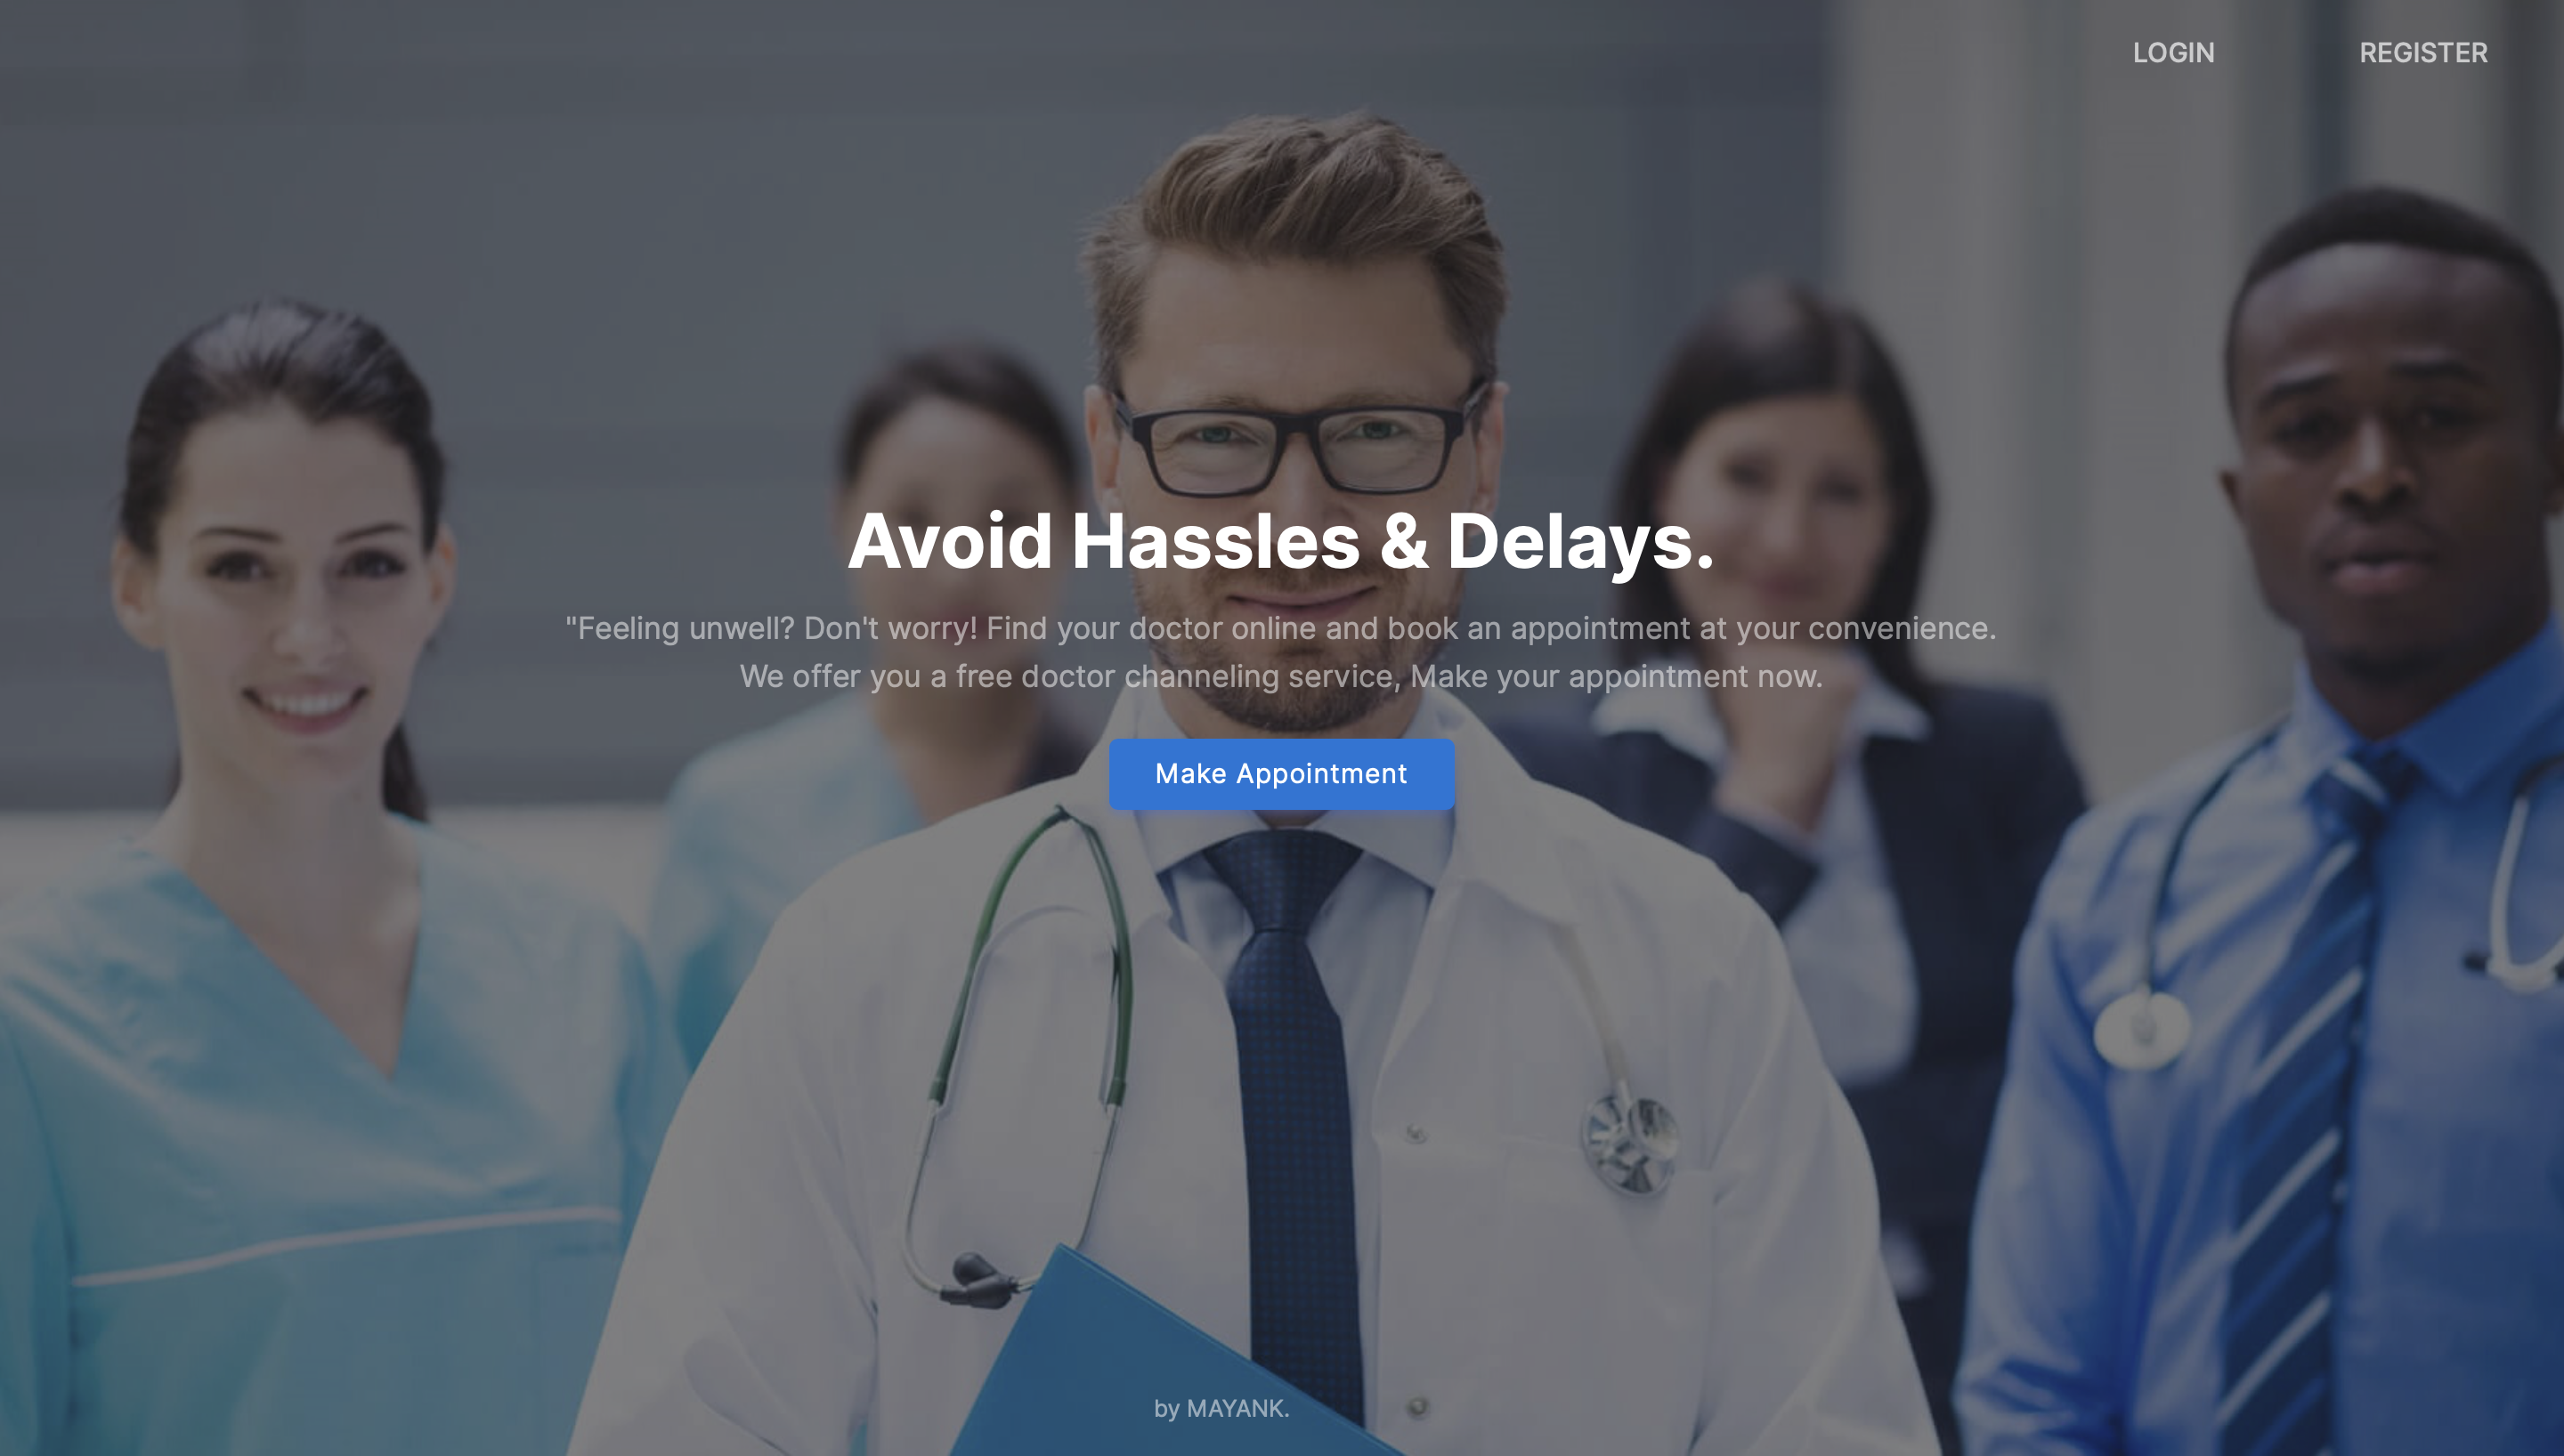 LOGIN REGISTER
Avoid Hassles & Delays.
"Feeling unwell? Don't worry! Find your doctor online and book an appointment at your convenience.
We offer you a free doctor channeling service, Make your appointment now.
Make Appointment
by MAYANK.